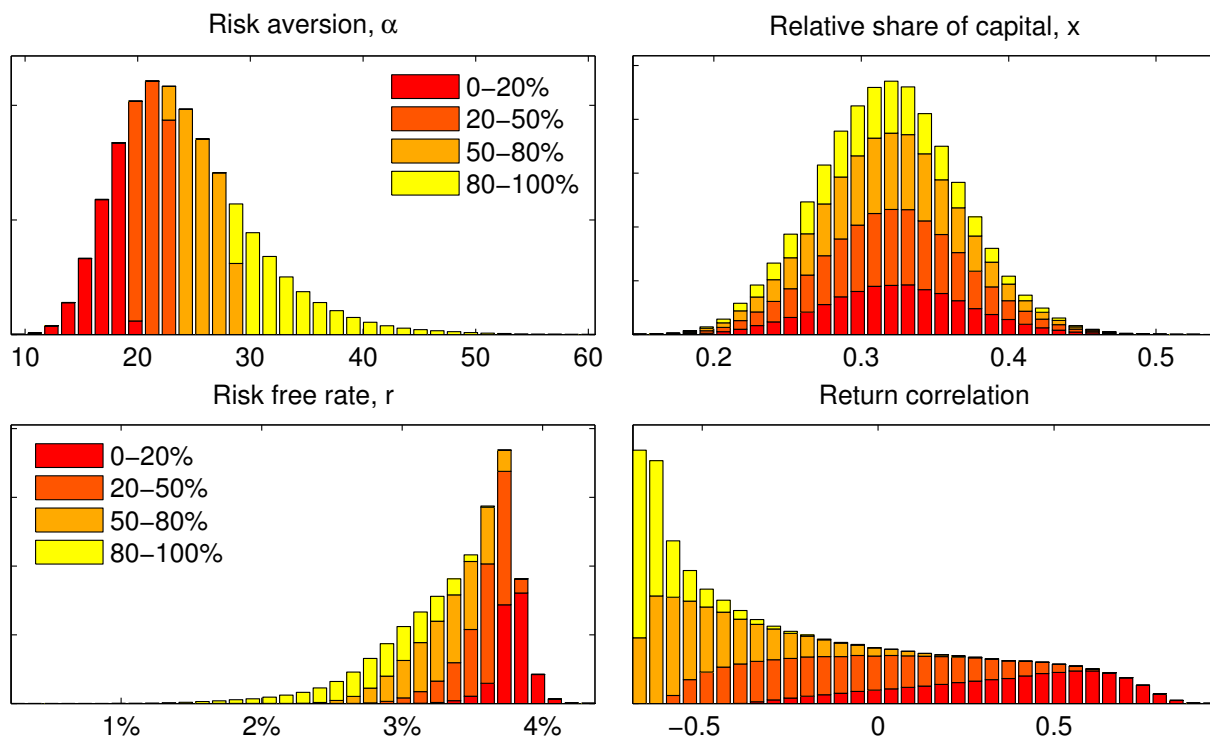 Risk aversion, α
0−20%
20−50%
50−80%
80−100%
10 20 30 40 50 60
Relative share of capital, x
0.2 0.3 0.4 0.5
Risk free rate, r
0−20%
20−50%
50−80%
80−100%
1% 2% 3% 4%
Return correlation
−0.5 0 0.5